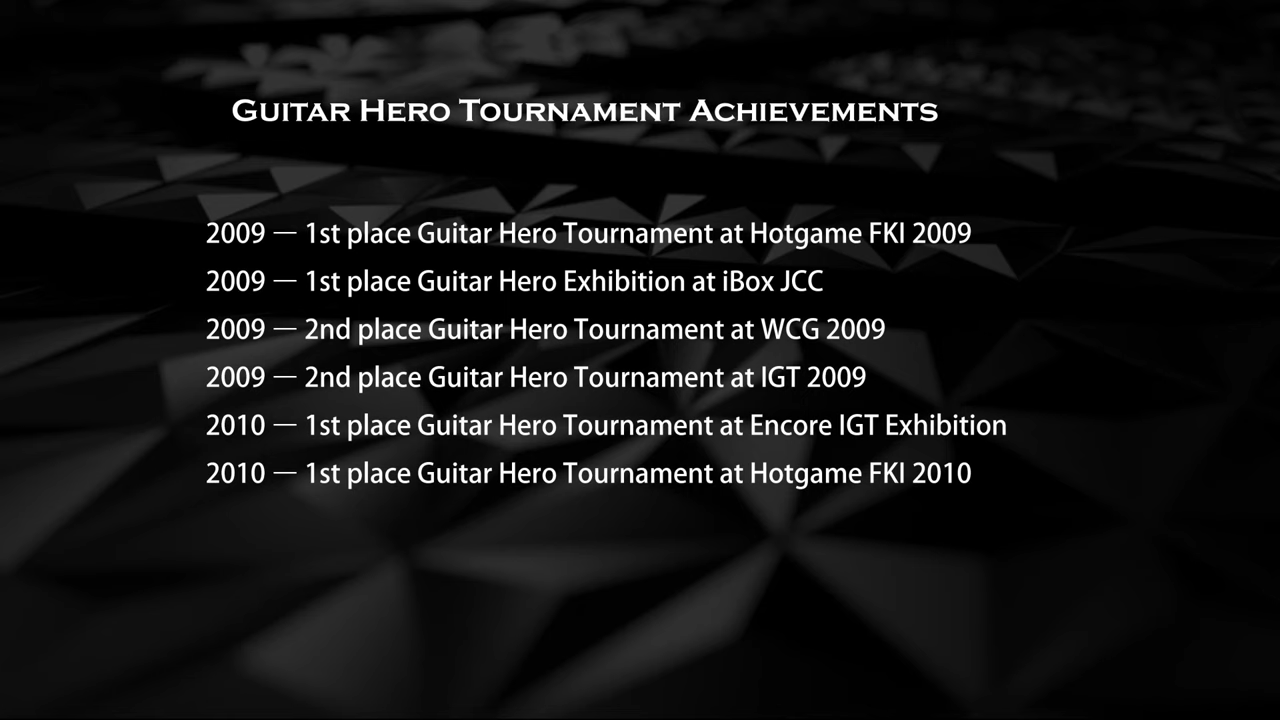 Guitar Hero Tournament Achievements
2009 — 1st place Guitar Hero Tournament at Hotgame FKI 2009
2009 — 1st place Guitar Hero Exhibition at iBox JCC
2009 — 2nd place Guitar Hero Tournament at WCG 2009
2009 — 2nd place Guitar Hero Tournament at IGT 2009
2010 — 1st place Guitar Hero Tournament at Encore IGT Exhibition
2010 — 1st place Guitar Hero Tournament at Hotgame FKI 2010